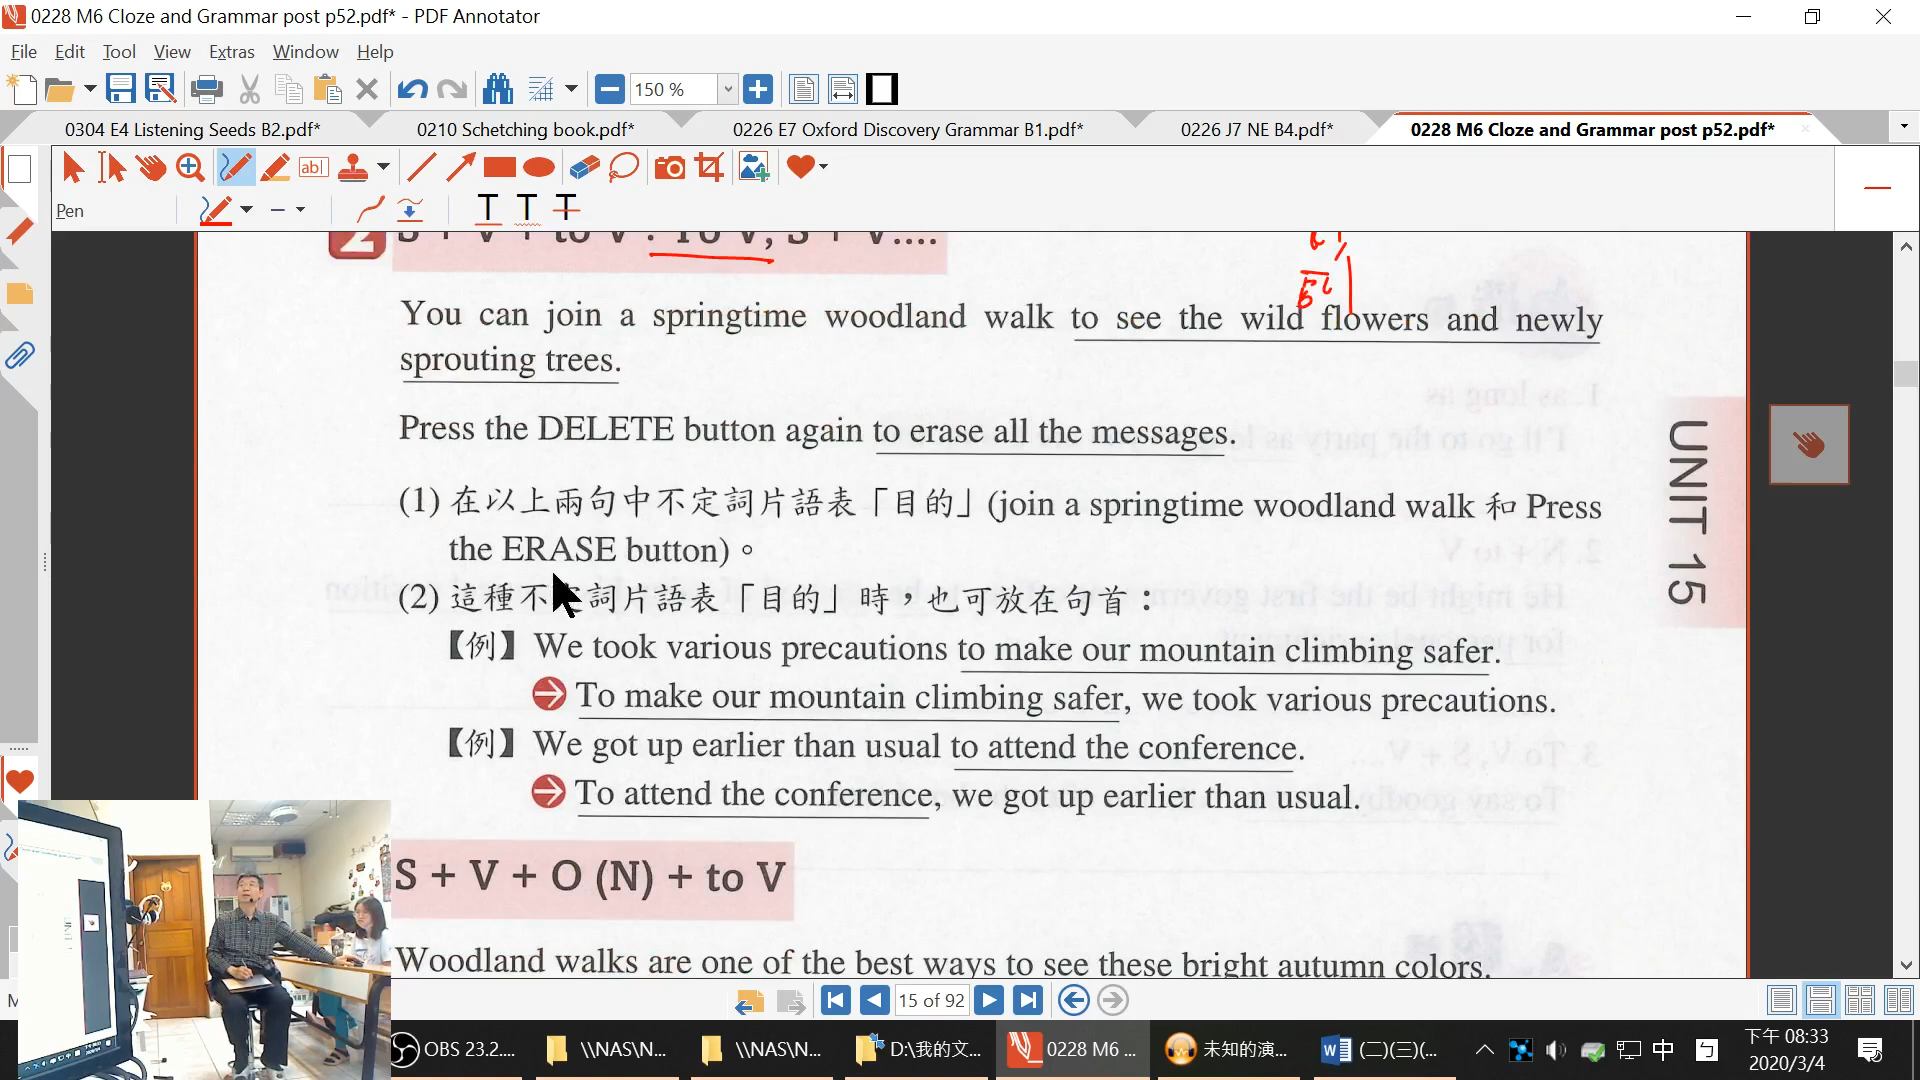 0228 M6 Cloze and Grammar post p52.pdf* - PDF Annotator
File Edit Tool View Extras Window Help
150 %
0304 E4 Listening Seeds B2.pdf*
0210 Schetching book.pdf*
0226 E7 Oxford Discovery Grammar B1.pdf*
0226 J7 NE B4.pdf*
0228 M6 Cloze and Grammar post p52.pdf*
Pen
2 S + V + to V : To V, S + V....
You can join a springtime woodland walk to see the wild flowers and newly
sprouting trees.
Press the DELETE button again to erase all the messages.
(1) 在以上兩句中不定詞片語表「目的」(join a springtime woodland walk 和 Press
the ERASE button)。
(2) 這種不定詞片語表「目的」時,也可放在句首:
【例】We took various precautions to make our mountain climbing safer.
To make our mountain climbing safer, we took various precautions.
【例】We got up earlier than usual to attend the conference.
To attend the conference, we got up earlier than usual.
UNIT 15
S + V + O (N) + to V
Woodland walks are one of the best ways to see these bright autumn colors.
15 of 92
OBS 23.2....
\\NAS\N...
\\NAS\N...
D:\我的文...
0228 M6 ...
未知的演...
(二)(三)(...
中
ㄅ
下午 08:33
2020/3/4